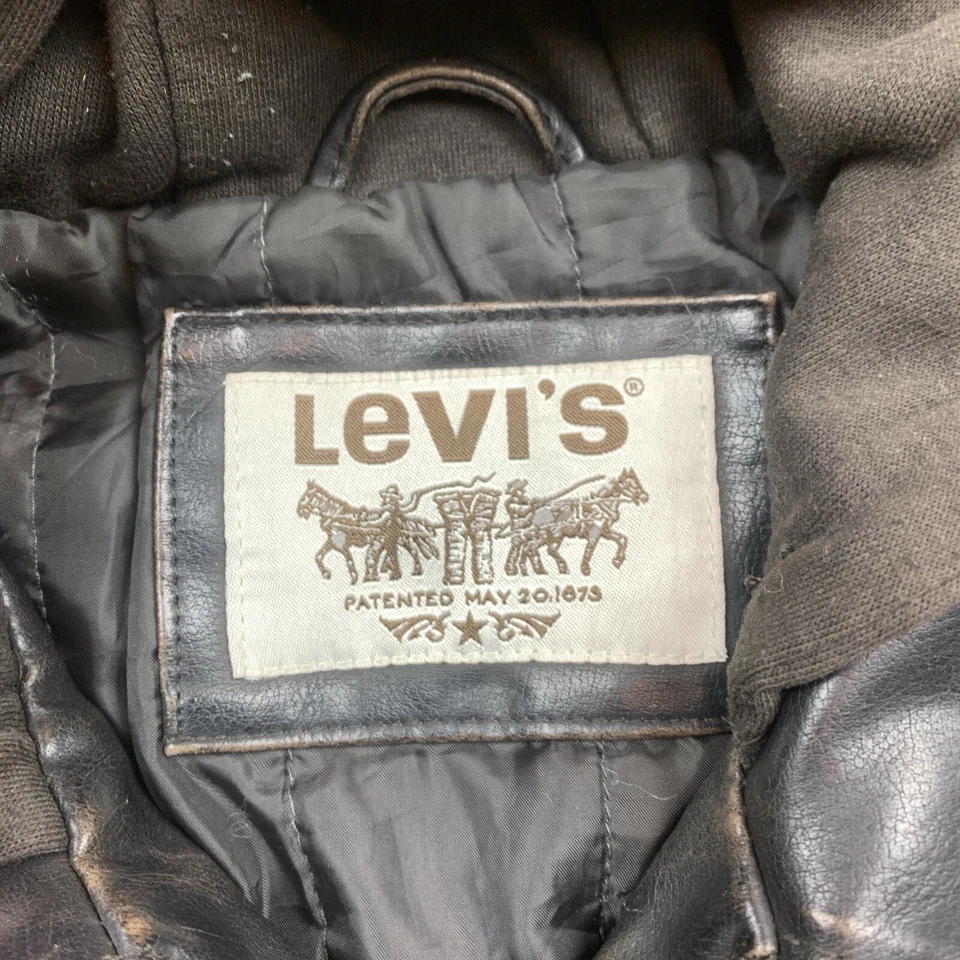 Levi's®
PATENTED MAY 20.1873